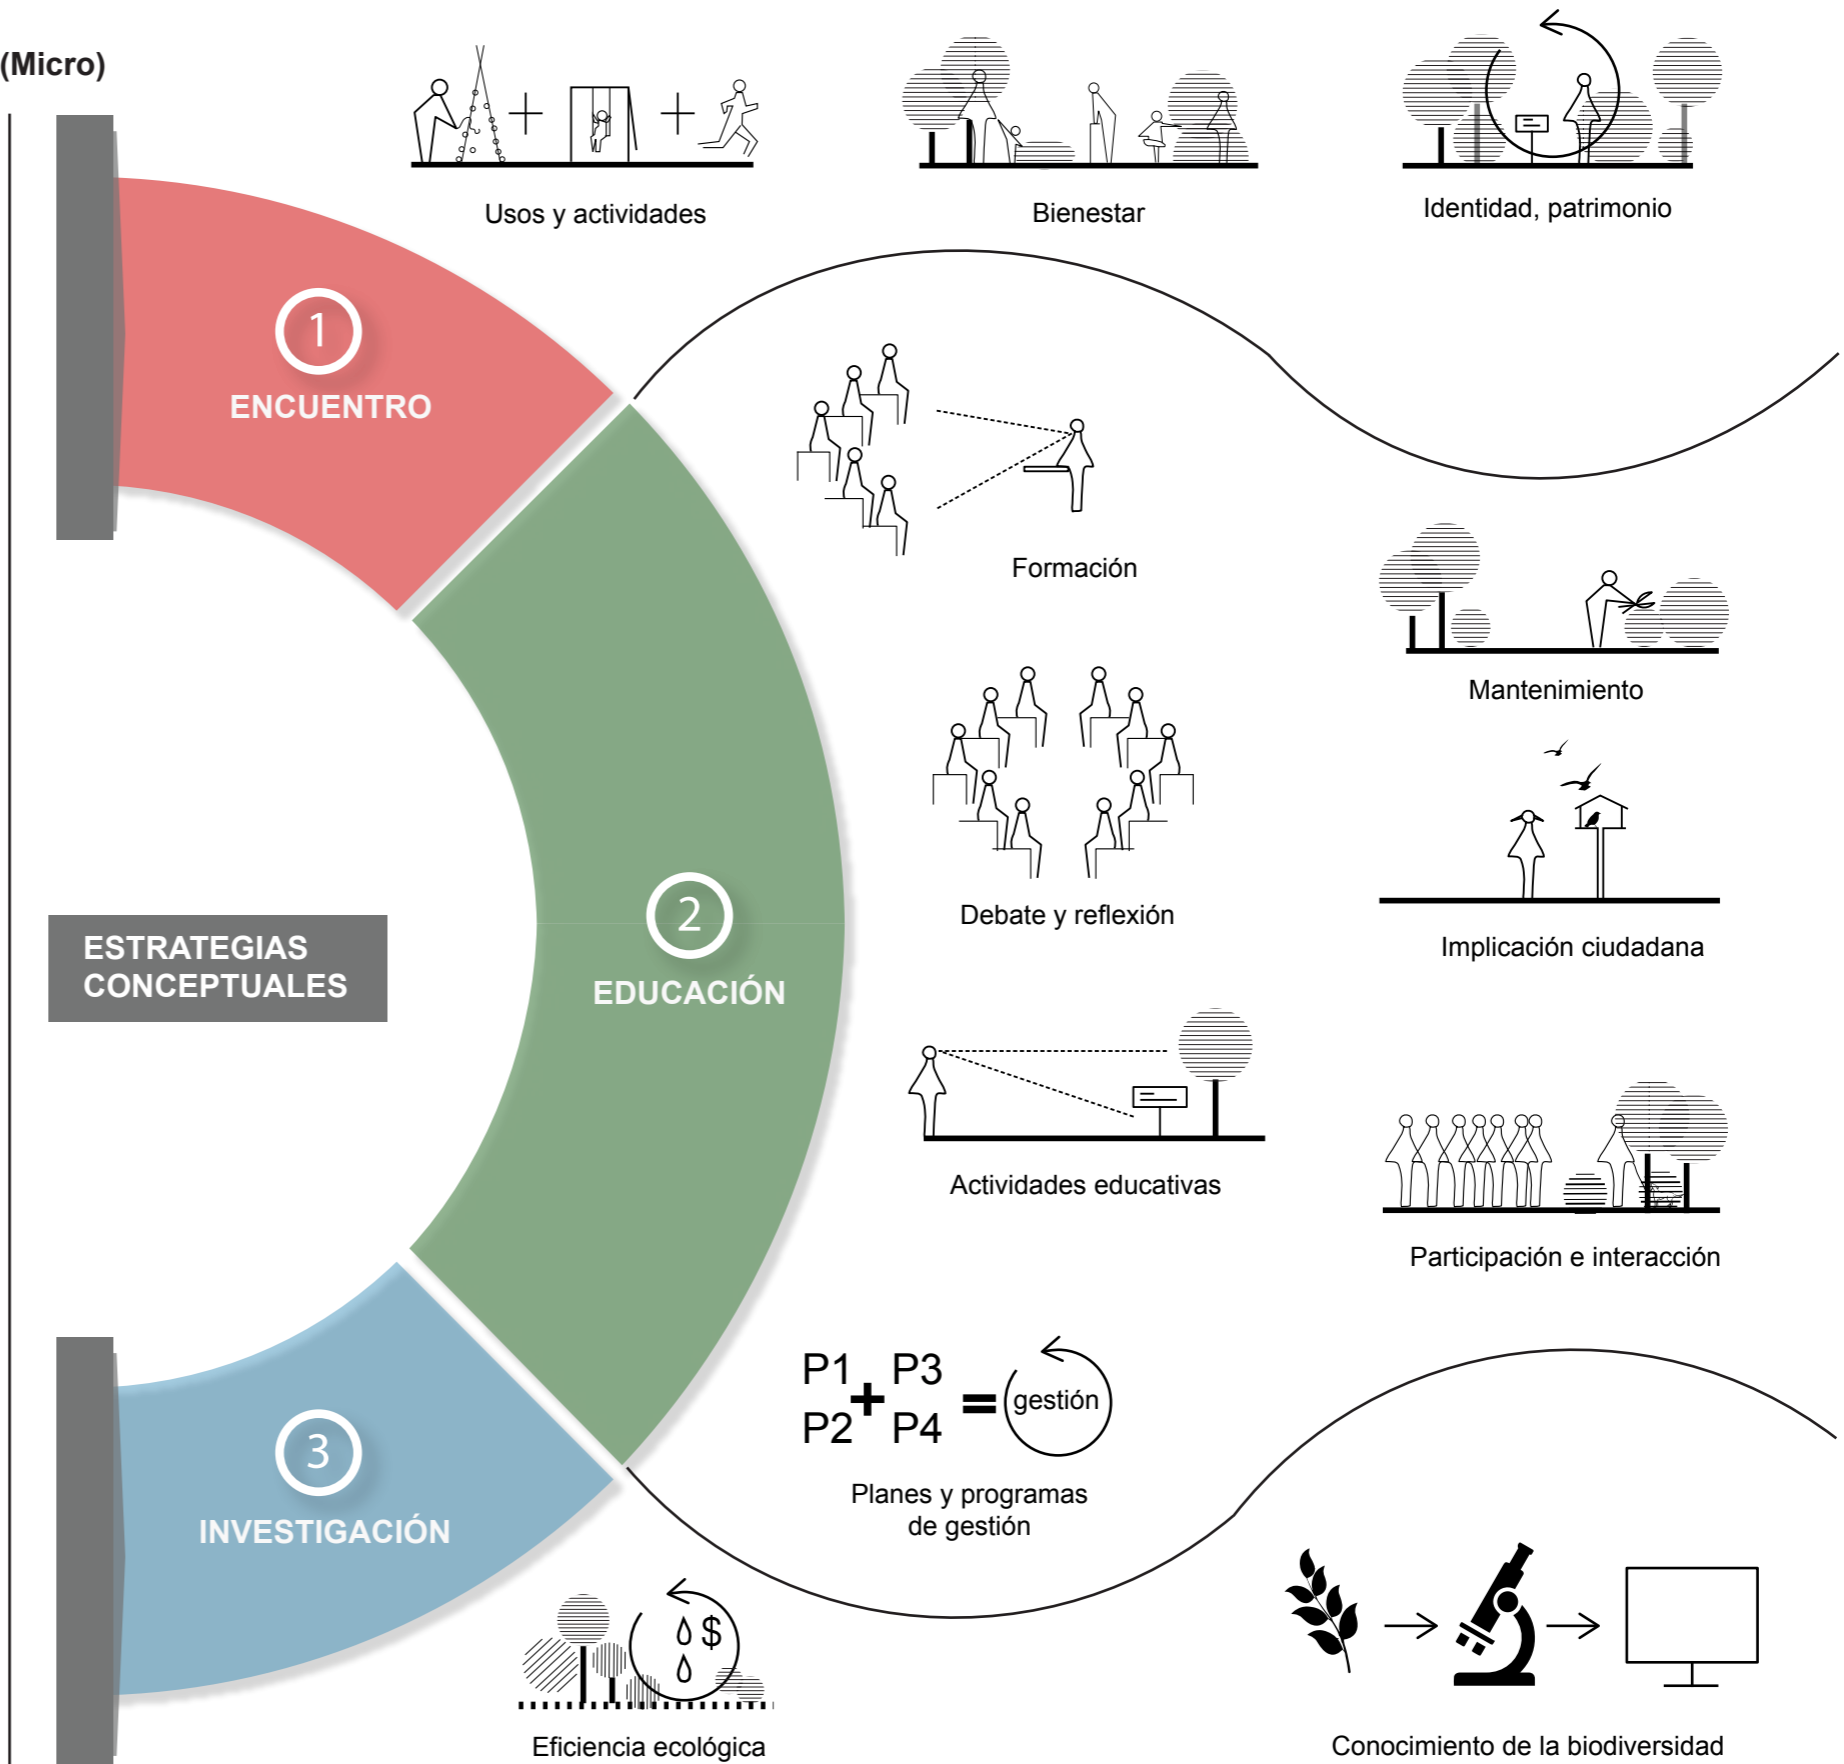 (Micro)
Usos y actividades
Bienestar
Identidad, patrimonio
1
ENCUENTRO
Formación
Mantenimiento
Debate y reflexión
Implicación ciudadana
2
EDUCACIÓN
ESTRATEGIAS
CONCEPTUALES
Actividades educativas
Participación e interacción
P1 + P3 = gestión
P2 P4
Planes y programas
de gestión
3
INVESTIGACIÓN
$
Eficiencia ecológica
Conocimiento de la biodiversidad